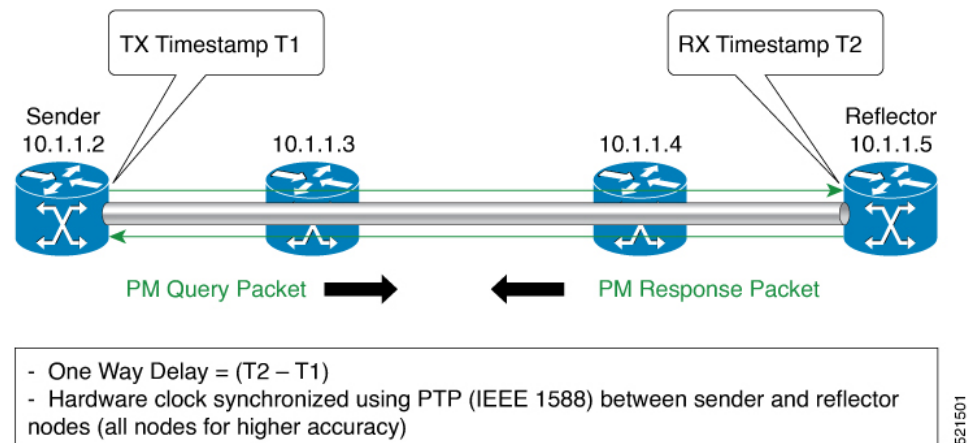 TX Timestamp T1
RX Timestamp T2
Sender
10.1.1.2
10.1.1.3
10.1.1.4
Reflector
10.1.1.5
PM Query Packet
PM Response Packet
- One Way Delay = (T2 – T1)
- Hardware clock synchronized using PTP (IEEE 1588) between sender and reflector
nodes (all nodes for higher accuracy)
521501